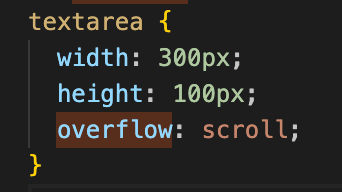 textarea {
  width: 300px;
  height: 100px;
  overflow: scroll;
}